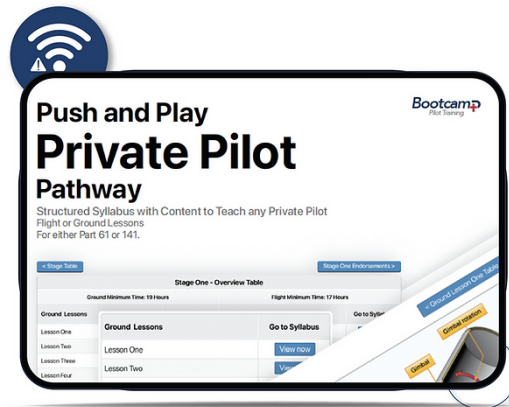 Bootcamp
Pilot Training
Push and Play
Private Pilot
Pathway
Structured Syllabus with Content to Teach any Private Pilot
Flight or Ground Lessons
For either Part 61 or 141.
< Stage Table
Stage One Endorsements >
Stage One - Overview Table
Ground Minimum Time: 19 Hours
Flight Minimum Time: 17 Hours
Ground Lessons
Lesson One
Lesson Two
Lesson Three
Lesson Four
Ground Lessons
Go to Syllabus
Lesson One
View now
Lesson Two
< Ground Lesson One Table
Gimbal rotation
Gimbal